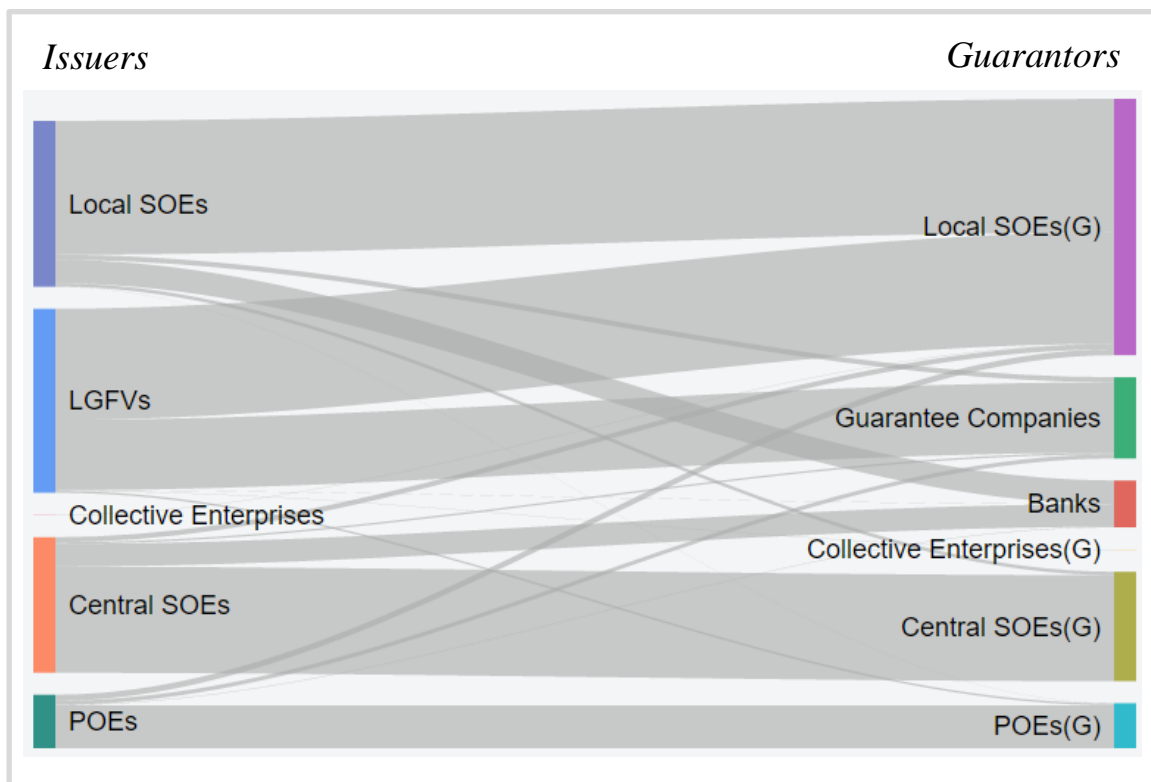 Issuers
Guarantors
Local SOEs
LGFVs
Collective Enterprises
Central SOEs
POEs
Local SOEs(G)
Guarantee Companies
Banks
Collective Enterprises(G)
Central SOEs(G)
POEs(G)